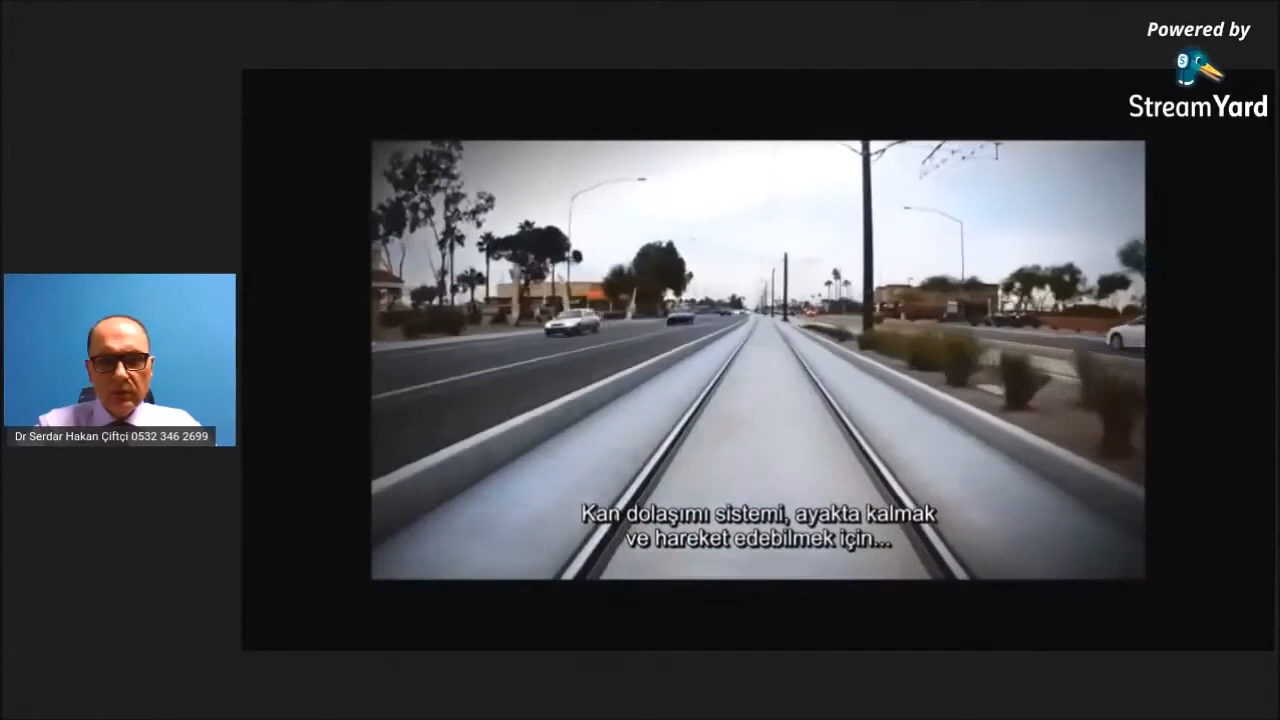 Powered by
StreamYard
Dr Serdar Hakan Çiftçi 0532 346 2699
Kan dolaşımı sistemi, ayakta kalmak
ve hareket edebilmek için...